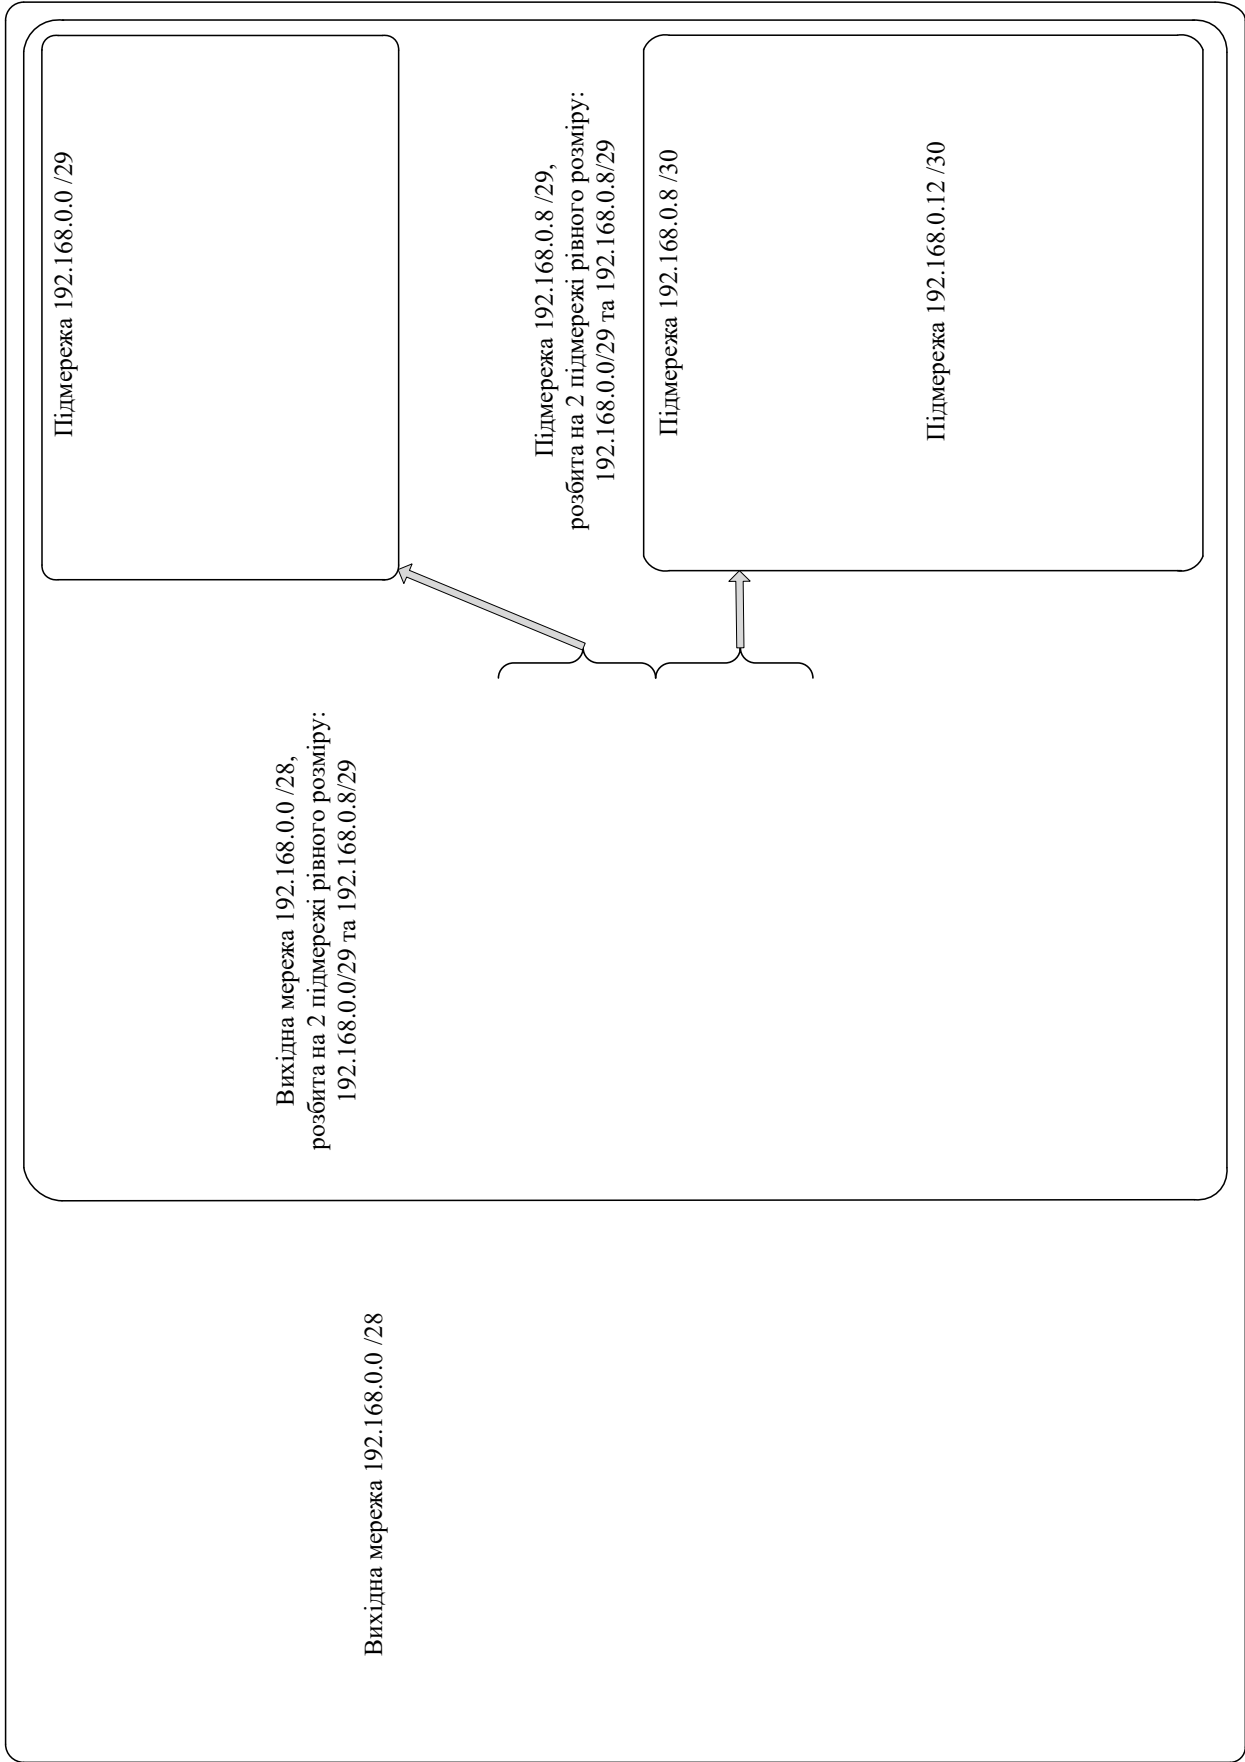 Вихідна мережа 192.168.0.0 /28
Вихідна мережа 192.168.0.0 /28,
розбита на 2 підмережі рівного розміру:
192.168.0.0/29 та 192.168.0.8/29
Підмережа 192.168.0.0 /29
Підмережа 192.168.0.8 /29,
розбита на 2 підмережі рівного розміру:
192.168.0.0/29 та 192.168.0.8/29
Підмережа 192.168.0.8 /30
Підмережа 192.168.0.12 /30